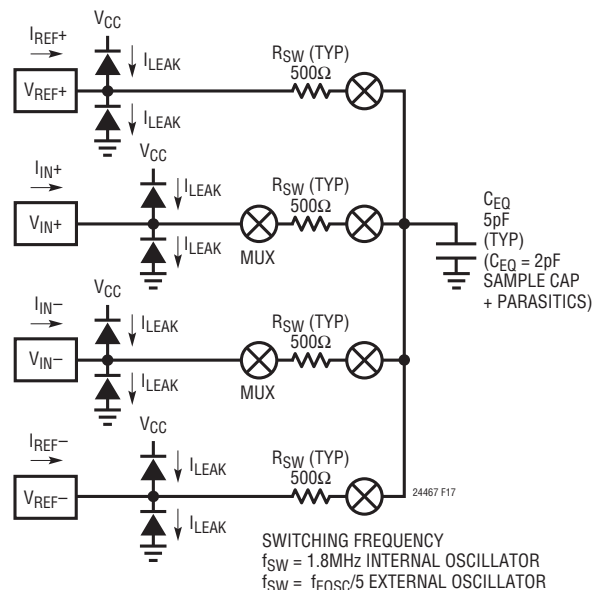 VCC
IREF+
ILEAK
RSW (TYP)
500Ω
VREF+
ILEAK
VCC
IIN+
ILEAK
RSW (TYP)
500Ω
VIN+
ILEAK
MUX
CEQ
5pF
(TYP)
(CEQ = 2pF
SAMPLE CAP
+ PARASITICS)
VCC
IIN–
ILEAK
RSW (TYP)
500Ω
VIN–
ILEAK
MUX
VCC
IREF–
ILEAK
RSW (TYP)
500Ω
VREF–
ILEAK
24467 F17
SWITCHING FREQUENCY
fSW = 1.8MHz INTERNAL OSCILLATOR
fSW = fEOSC/5 EXTERNAL OSCILLATOR